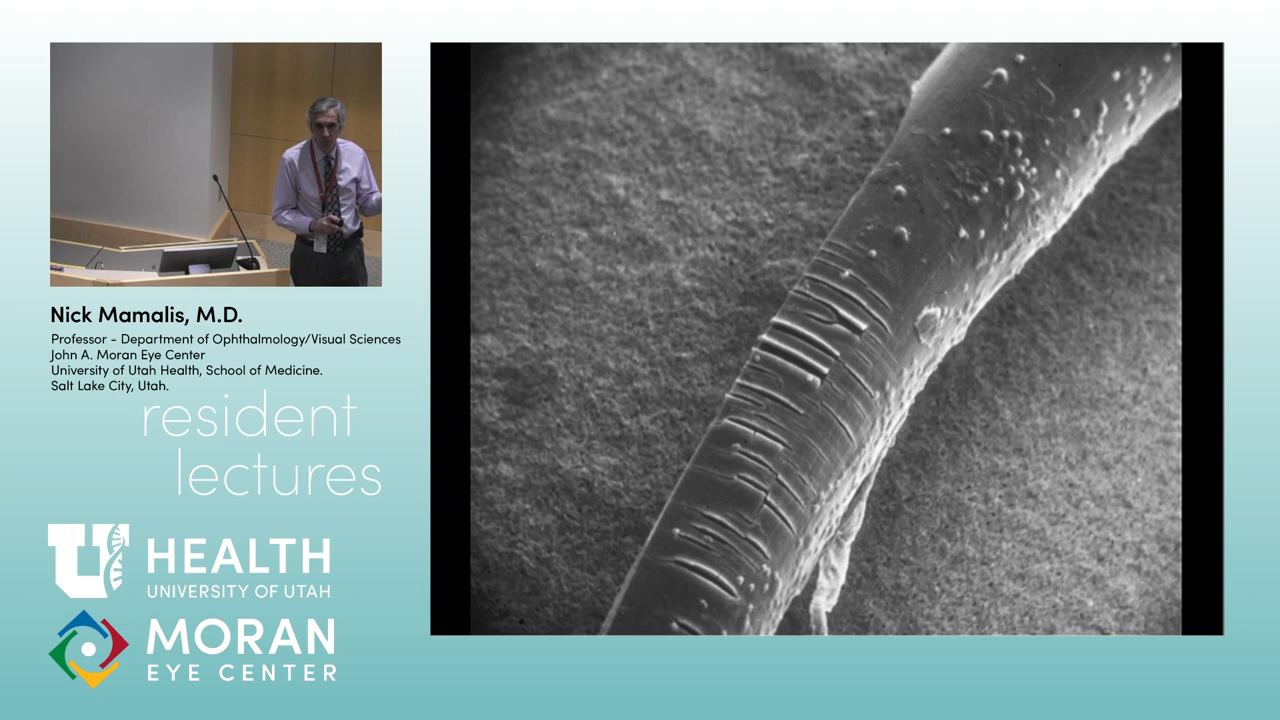 Nick Mamalis, M.D.
Professor - Department of Ophthalmology/Visual Sciences
John A. Moran Eye Center
University of Utah Health, School of Medicine.
Salt Lake City, Utah.
resident
lectures
U HEALTH
UNIVERSITY OF UTAH
MORAN
EYE CENTER